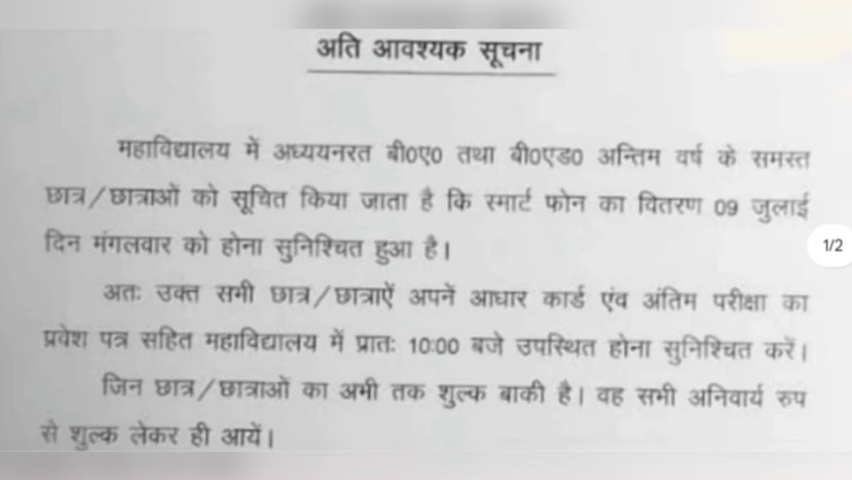 अति आवश्यक सूचना
महाविद्यालय में अध्ययनरत बी0ए0 तथा बी0एड0 अन्तिम वर्ष के समस्त
छात्र/छात्राओं को सूचित किया जाता है कि स्मार्ट फोन का वितरण 09 जुलाई
दिन मंगलवार को होना सुनिश्चित हुआ है।
1/2
अतः उक्त सभी छात्र/छात्राऐं अपनें आधार कार्ड एंव अंतिम परीक्षा का
प्रवेश पत्र सहित महाविद्यालय में प्रातः 10:00 बजे उपस्थित होना सुनिश्चित करें।
जिन छात्र/छात्राओं का अभी तक शुल्क बाकी है। वह सभी अनिवार्य रुप
से शुल्क लेकर ही आयें।